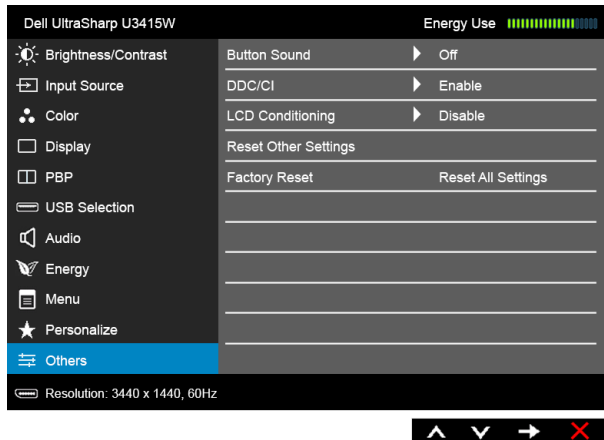 Dell UltraSharp U3415W Energy Use
Brightness/Contrast
Input Source
Color
Display
PBP
USB Selection
Audio
Energy
Menu
Personalize
Others
Button Sound Off
DDC/CI Enable
LCD Conditioning Disable
Reset Other Settings
Factory Reset Reset All Settings
Resolution: 3440 x 1440, 60Hz